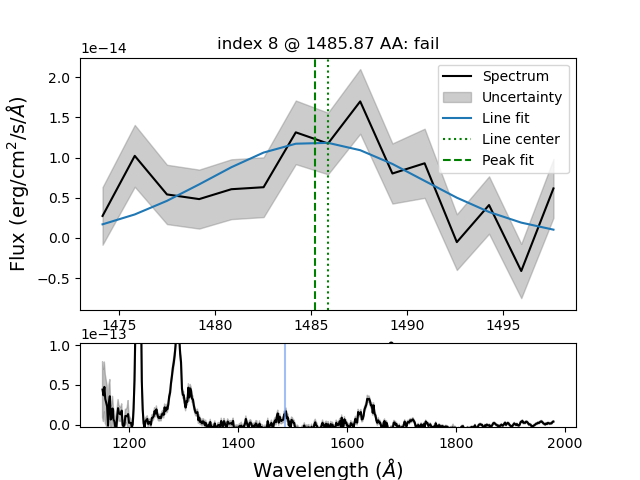 index 8 @ 1485.87 AA: fail
1e−14
2.0
1.5
1.0
0.5
0.0
−0.5
Flux (erg/cm²/s/Å)
Spectrum
Uncertainty
Line fit
Line center
Peak fit
1475 1480 1485 1490 1495
1e−13
1.0
0.5
0.0
1200 1400 1600 1800 2000
Wavelength (Å)